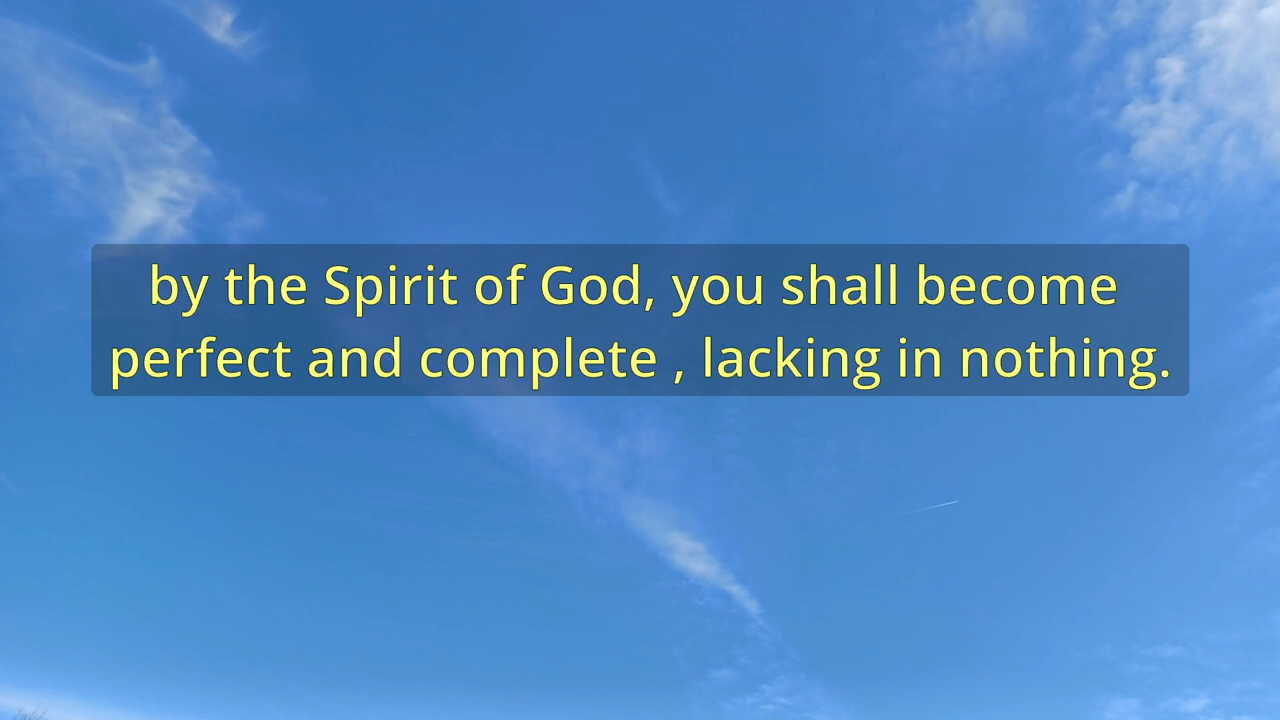 by the Spirit of God, you shall become
perfect and complete , lacking in nothing.